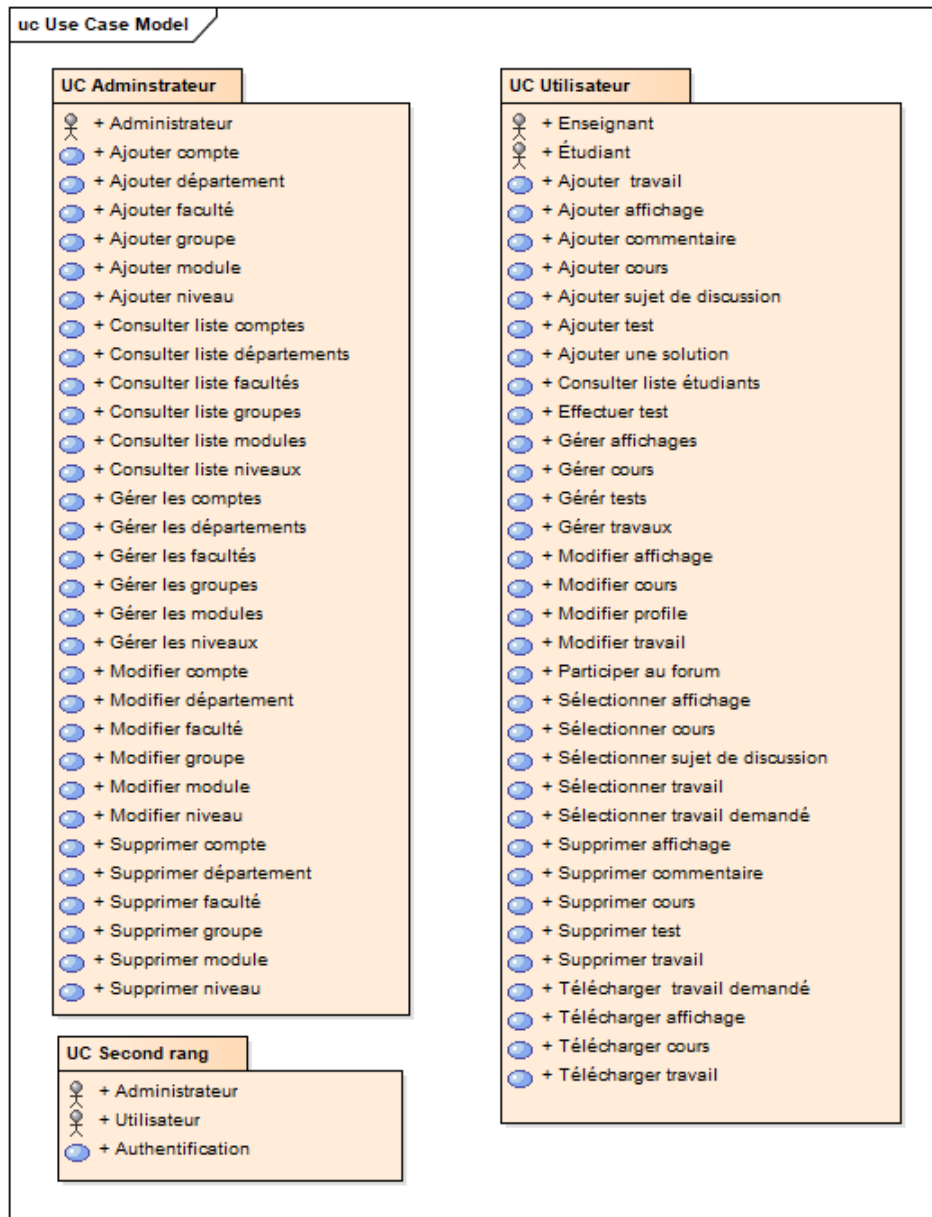 uc Use Case Model
UC Adminstrateur
+ Administrateur
+ Ajouter compte
+ Ajouter département
+ Ajouter faculté
+ Ajouter groupe
+ Ajouter module
+ Ajouter niveau
+ Consulter liste comptes
+ Consulter liste départements
+ Consulter liste facultés
+ Consulter liste groupes
+ Consulter liste modules
+ Consulter liste niveaux
+ Gérer les comptes
+ Gérer les départements
+ Gérer les facultés
+ Gérer les groupes
+ Gérer les modules
+ Gérer les niveaux
+ Modifier compte
+ Modifier département
+ Modifier faculté
+ Modifier groupe
+ Modifier module
+ Modifier niveau
+ Supprimer compte
+ Supprimer département
+ Supprimer faculté
+ Supprimer groupe
+ Supprimer module
+ Supprimer niveau
UC Second rang
+ Administrateur
+ Utilisateur
+ Authentification
UC Utilisateur
+ Enseignant
+ Étudiant
+ Ajouter  travail
+ Ajouter affichage
+ Ajouter commentaire
+ Ajouter cours
+ Ajouter sujet de discussion
+ Ajouter test
+ Ajouter une solution
+ Consulter liste étudiants
+ Effectuer test
+ Gérer affichages
+ Gérer cours
+ Gérér tests
+ Gérer travaux
+ Modifier affichage
+ Modifier cours
+ Modifier profile
+ Modifier travail
+ Participer au forum
+ Sélectionner affichage
+ Sélectionner cours
+ Sélectionner sujet de discussion
+ Sélectionner travail
+ Sélectionner travail demandé
+ Supprimer affichage
+ Supprimer commentaire
+ Supprimer cours
+ Supprimer test
+ Supprimer travail
+ Télécharger  travail demandé
+ Télécharger affichage
+ Télécharger cours
+ Télécharger travail